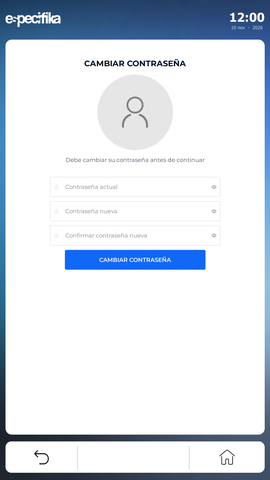 e-specifika
12:00
10 nov - 2026
CAMBIAR CONTRASEÑA
Debe cambiar su contraseña antes de continuar
Contraseña actual
Contraseña nueva
Confirmar contraseña nueva
CAMBIAR CONTRASEÑA